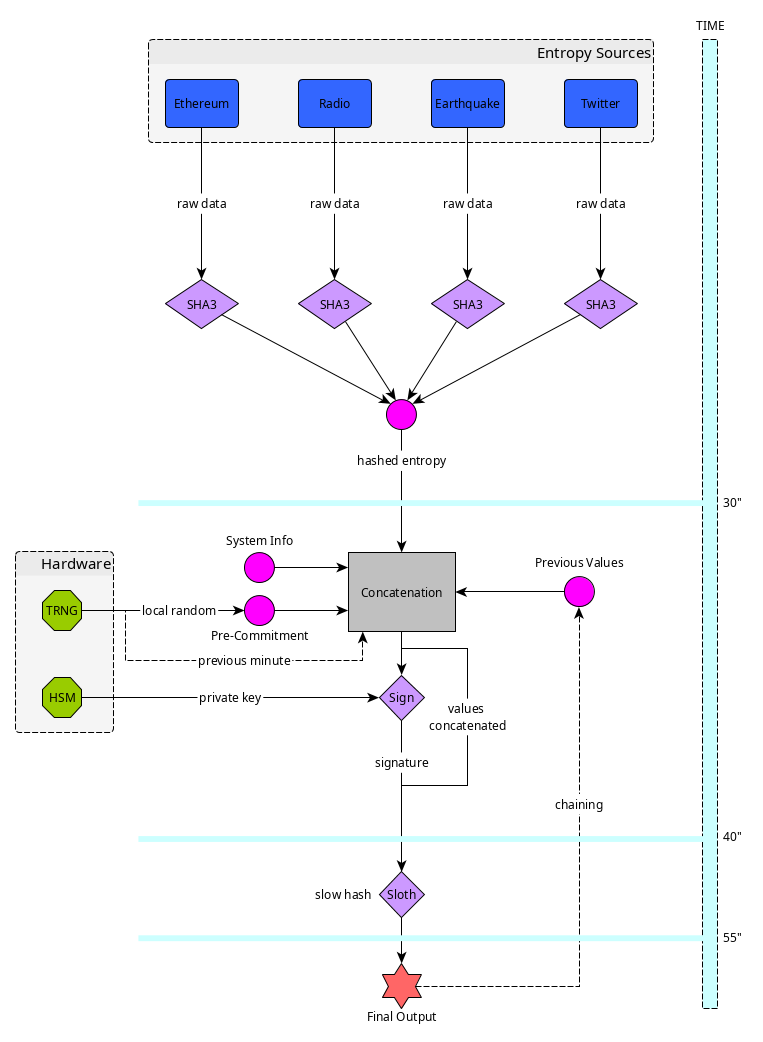 TIME
Entropy Sources
Ethereum
Radio
Earthquake
Twitter
raw data
raw data
raw data
raw data
SHA3
SHA3
SHA3
SHA3
hashed entropy
30"
System Info
Previous Values
Hardware
Concatenation
TRNG
local random
Pre-Commitment
previous minute
HSM
private key
Sign
values
concatenated
signature
chaining
40"
slow hash
Sloth
55"
Final Output